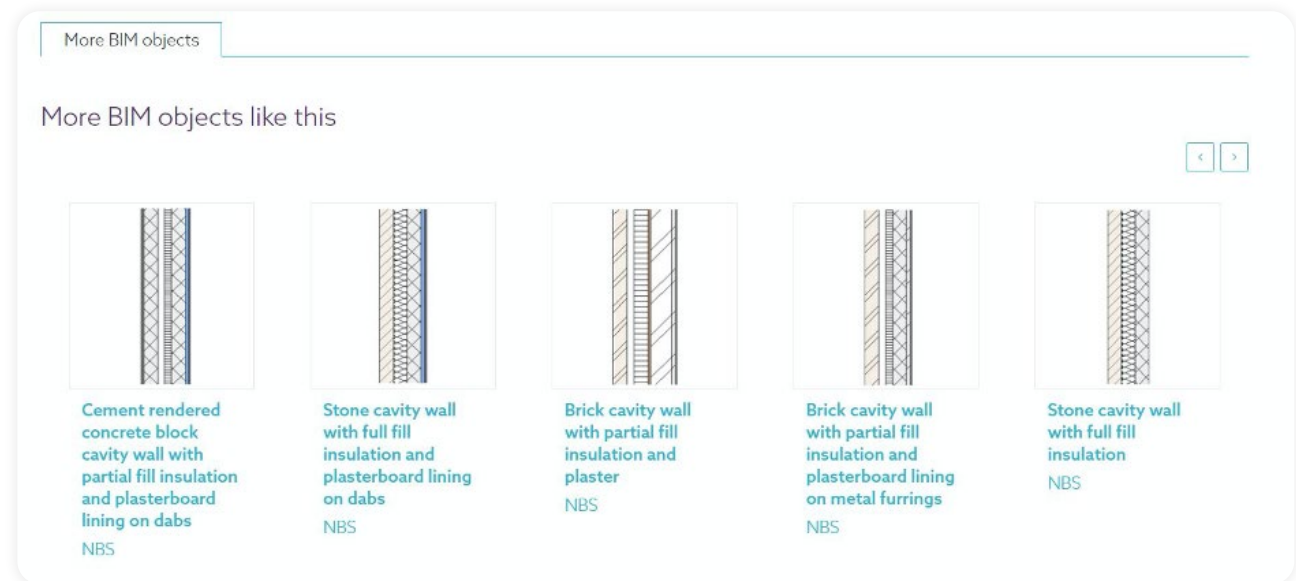 More BIM objects
More BIM objects like this
Cement rendered
concrete block
cavity wall with
partial fill insulation
and plasterboard
lining on dabs
NBS
Stone cavity wall
with full fill
insulation and
plasterboard lining
on dabs
NBS
Brick cavity wall
with partial fill
insulation and
plaster
NBS
Brick cavity wall
with partial fill
insulation and
plasterboard lining
on metal furrings
NBS
Stone cavity wall
with full fill
insulation
NBS